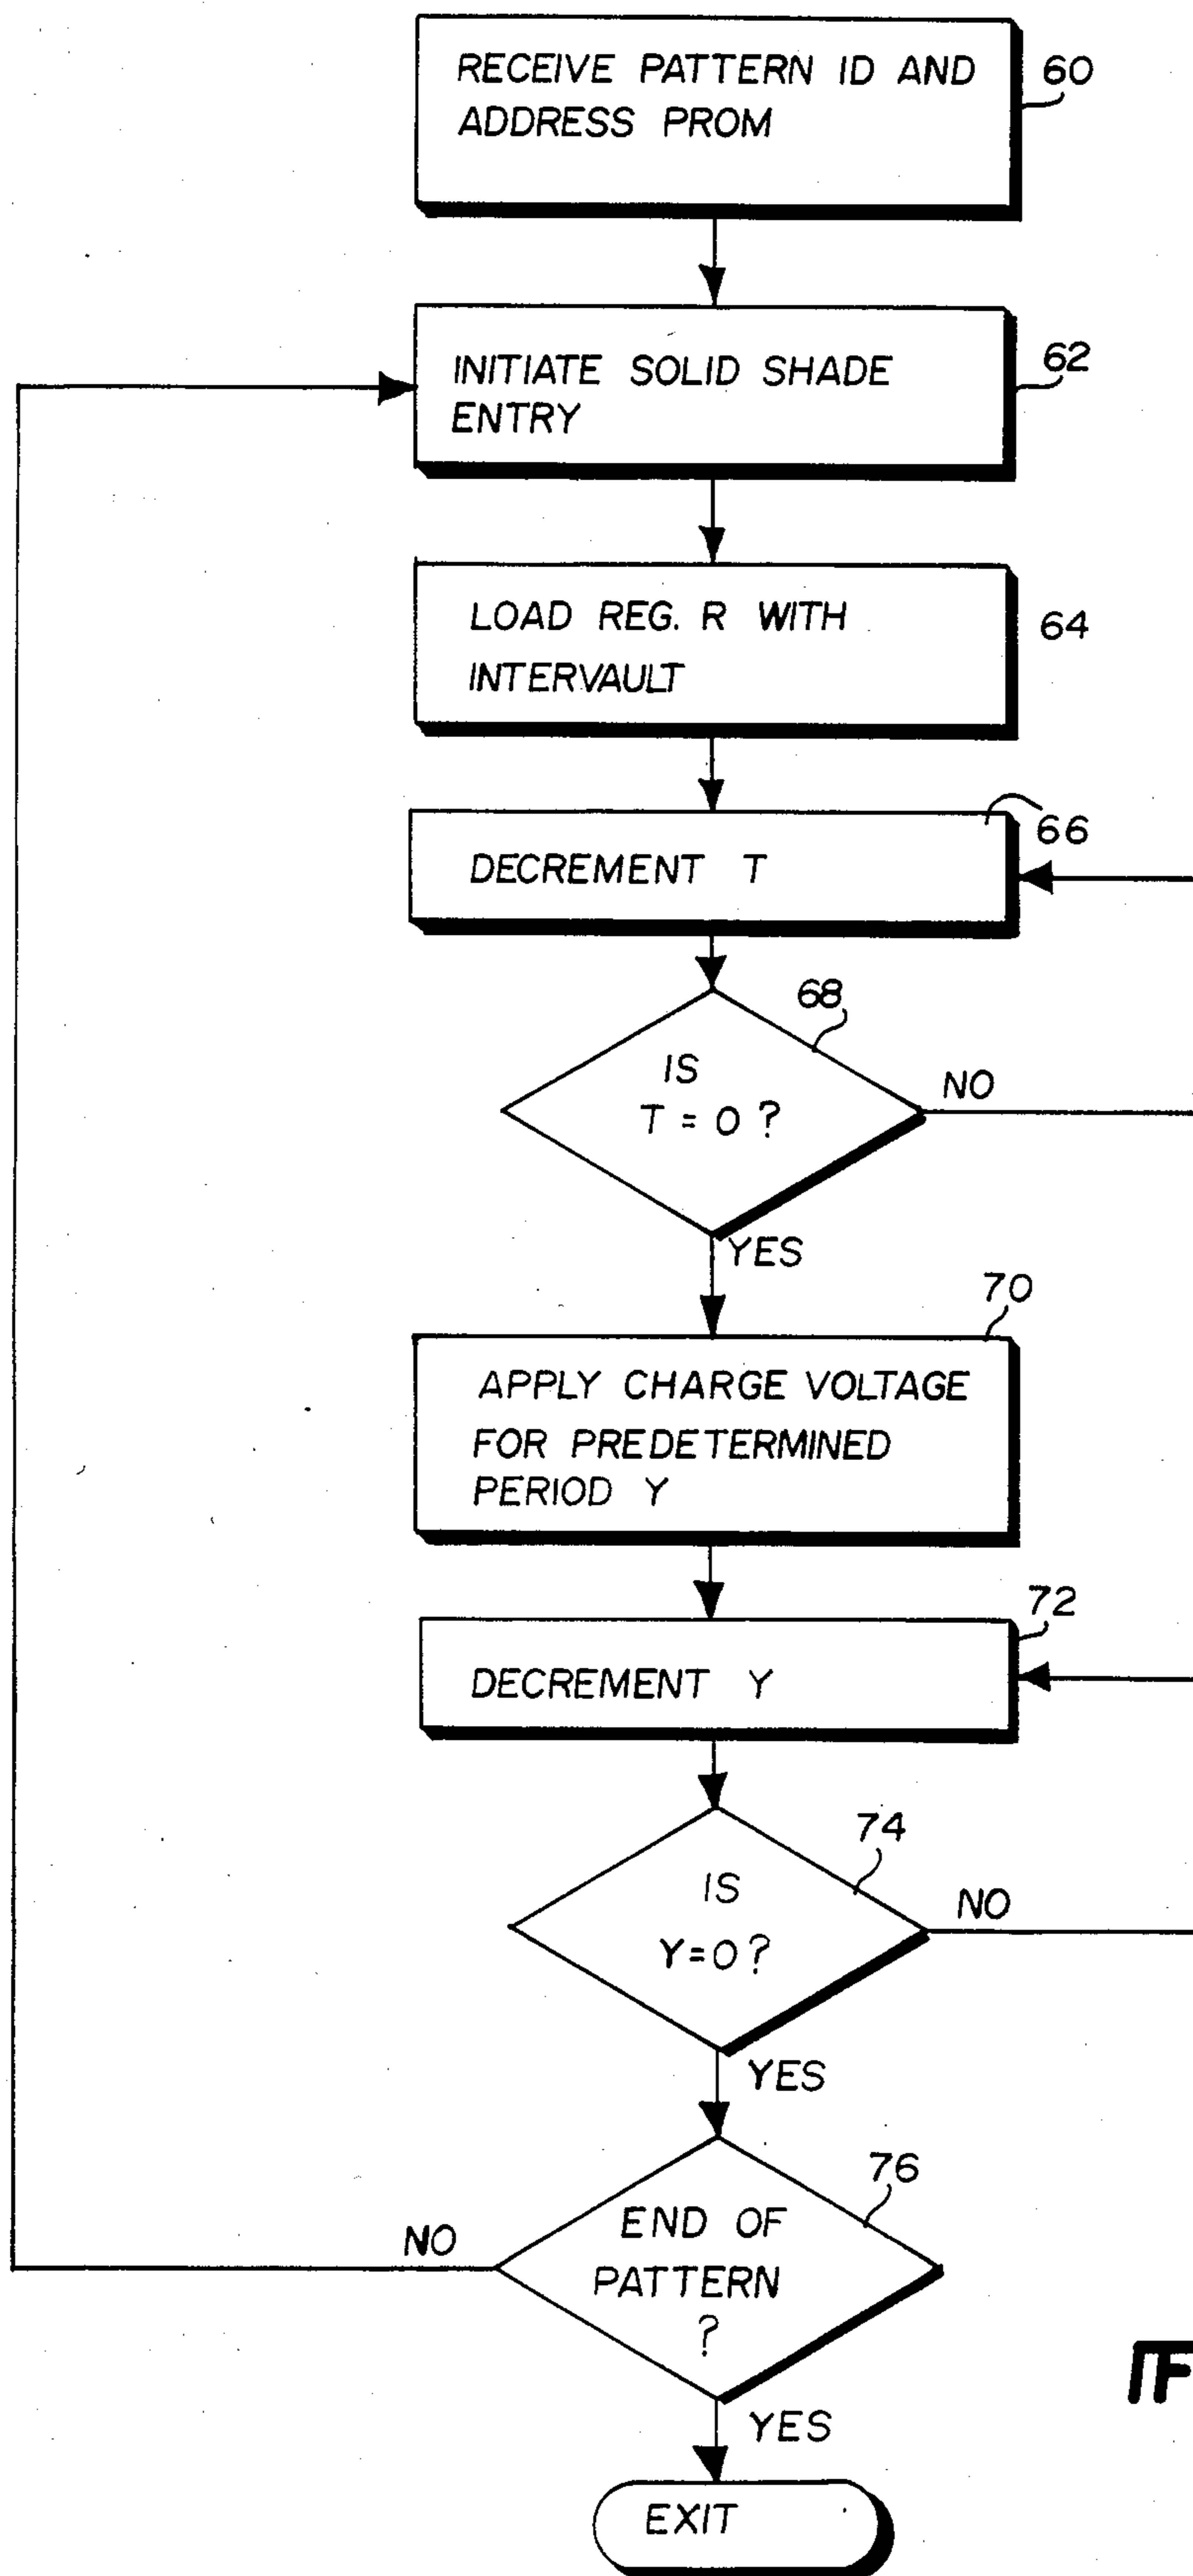 RECEIVE PATTERN ID AND
ADDRESS PROM
60
INITIATE SOLID SHADE
ENTRY
62
LOAD REG. R WITH
INTERVAULT
64
DECREMENT T
66
68
IS
T = 0 ?
NO
YES
70
APPLY CHARGE VOLTAGE
FOR PREDETERMINED
PERIOD Y
72
DECREMENT Y
74
IS
Y=0?
NO
YES
76
END OF
PATTERN
?
NO
YES
EXIT